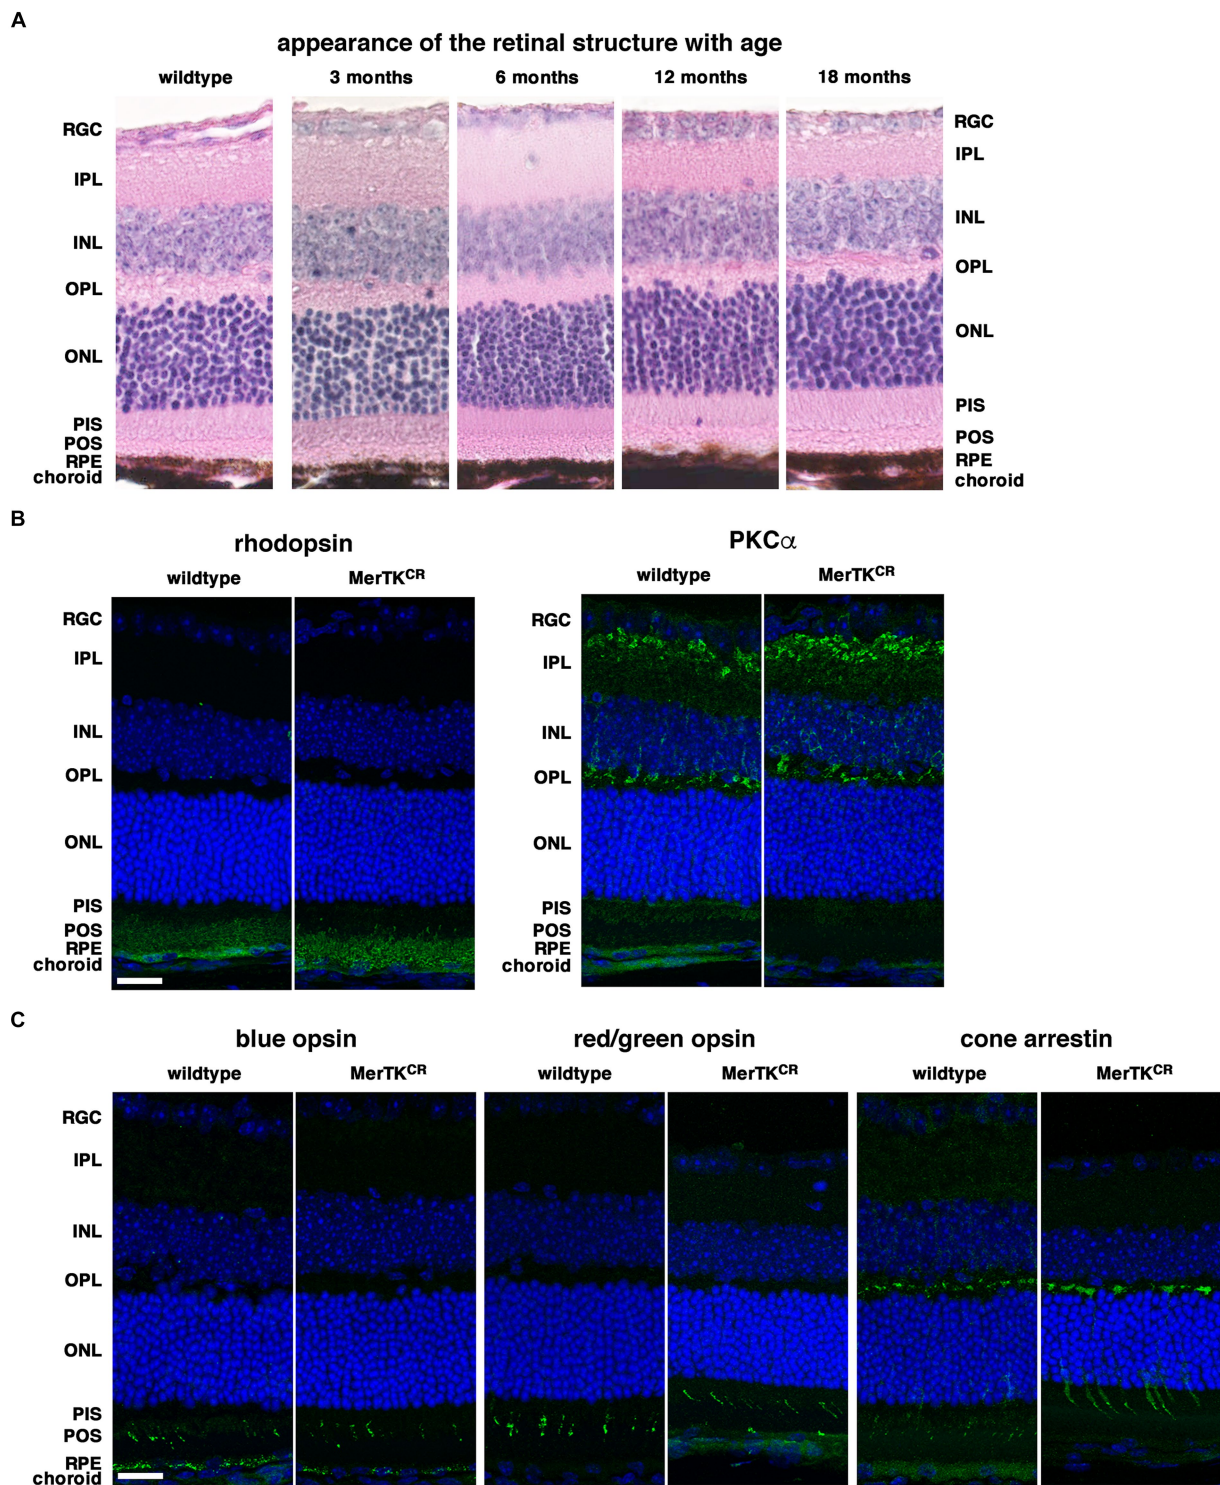 A
appearance of the retinal structure with age
wildtype 3 months 6 months 12 months 18 months
RGC
IPL
INL
OPL
ONL
PIS
POS
RPE
choroid
RGC
IPL
INL
OPL
ONL
PIS
POS
RPE
choroid
B
rhodopsin
wildtype MerTKCR
RGC
IPL
INL
OPL
ONL
PIS
POS
RPE
choroid
PKCα
wildtype MerTKCR
RGC
IPL
INL
OPL
ONL
PIS
POS
RPE
choroid
C
blue opsin red/green opsin cone arrestin
wildtype MerTKCR wildtype MerTKCR wildtype MerTKCR
RGC
IPL
INL
OPL
ONL
PIS
POS
RPE
choroid